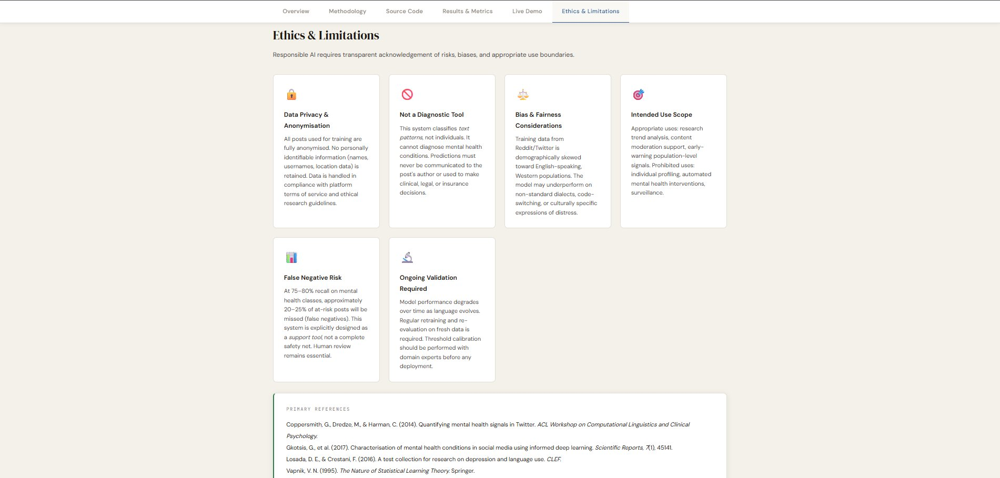 Overview
Methodology
Source Code
Results & Metrics
Live Demo
Ethics & Limitations
Ethics & Limitations
Responsible AI requires transparent acknowledgement of risks, biases, and appropriate use boundaries.
Data Privacy &
Anonymisation
All posts used for training are
fully anonymised. No personally
identifiable information (names,
usernames, location data) is
retained. Data is handled in
compliance with platform
terms of service and ethical
research guidelines.
Not a Diagnostic Tool
This system classifies text
patterns, not individuals. It
cannot diagnose mental health
conditions. Predictions must
never be communicated to the
post's author or used to make
clinical, legal, or insurance
decisions.
Bias & Fairness
Considerations
Training data from
Reddit/Twitter is
demographically skewed
toward English-speaking,
Western populations. The
model may underperform on
non-standard dialects, code-
switching, or culturally specific
expressions of distress.
Intended Use Scope
Appropriate uses: research
trend analysis, content
moderation support, early-
warning population-level
signals. Prohibited uses:
individual profiling, automated
mental health interventions,
surveillance.
False Negative Risk
At 75–80% recall on mental
health classes, approximately
20–25% of at-risk posts will be
missed (false negatives). This
system is explicitly designed as
a support tool, not a complete
safety net. Human review
remains essential.
Ongoing Validation
Required
Model performance degrades
over time as language evolves.
Regular retraining and re-
evaluation on fresh data is
required. Threshold calibration
should be performed with
domain experts before any
deployment.
PRIMARY REFERENCES
Coppersmith, G., Dredze, M., & Harman, C. (2014). Quantifying mental health signals in Twitter. ACL Workshop on Computational Linguistics and Clinical
Psychology.
Gkotsis, G., et al. (2017). Characterisation of mental health conditions in social media using informed deep learning. Scientific Reports, 7(1), 45141.
Losada, D. E., & Crestani, F. (2016). A test collection for research on depression and language use. CLEF.
Vapnik, V. N. (1995). The Nature of Statistical Learning Theory. Springer.